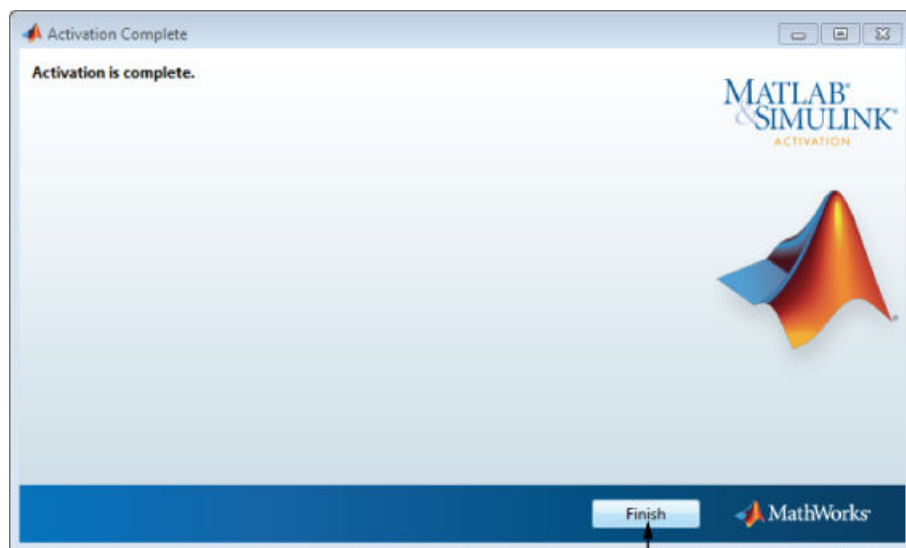 Activation Complete
Activation is complete.
MATLAB®
&SIMULINK®
ACTIVATION
®
Finish
MathWorks®